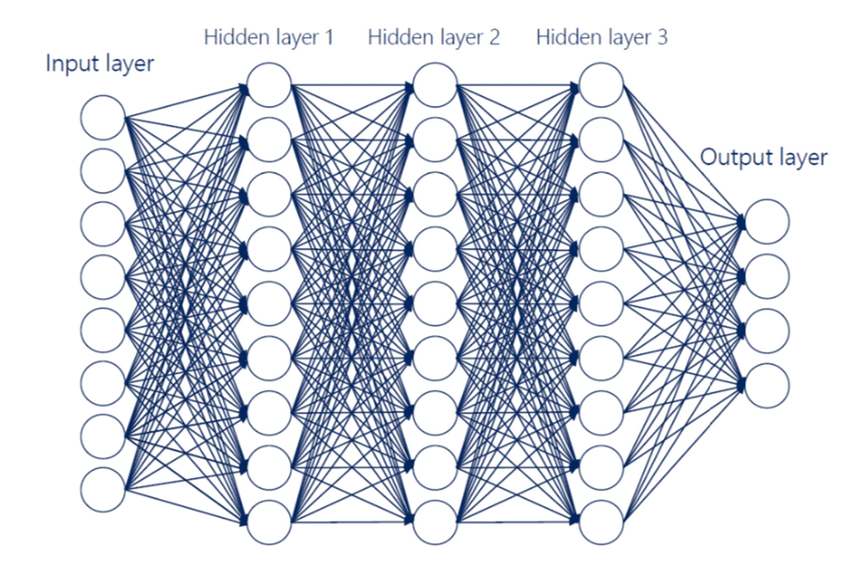 Input layer
Hidden layer 1
Hidden layer 2
Hidden layer 3
Output layer